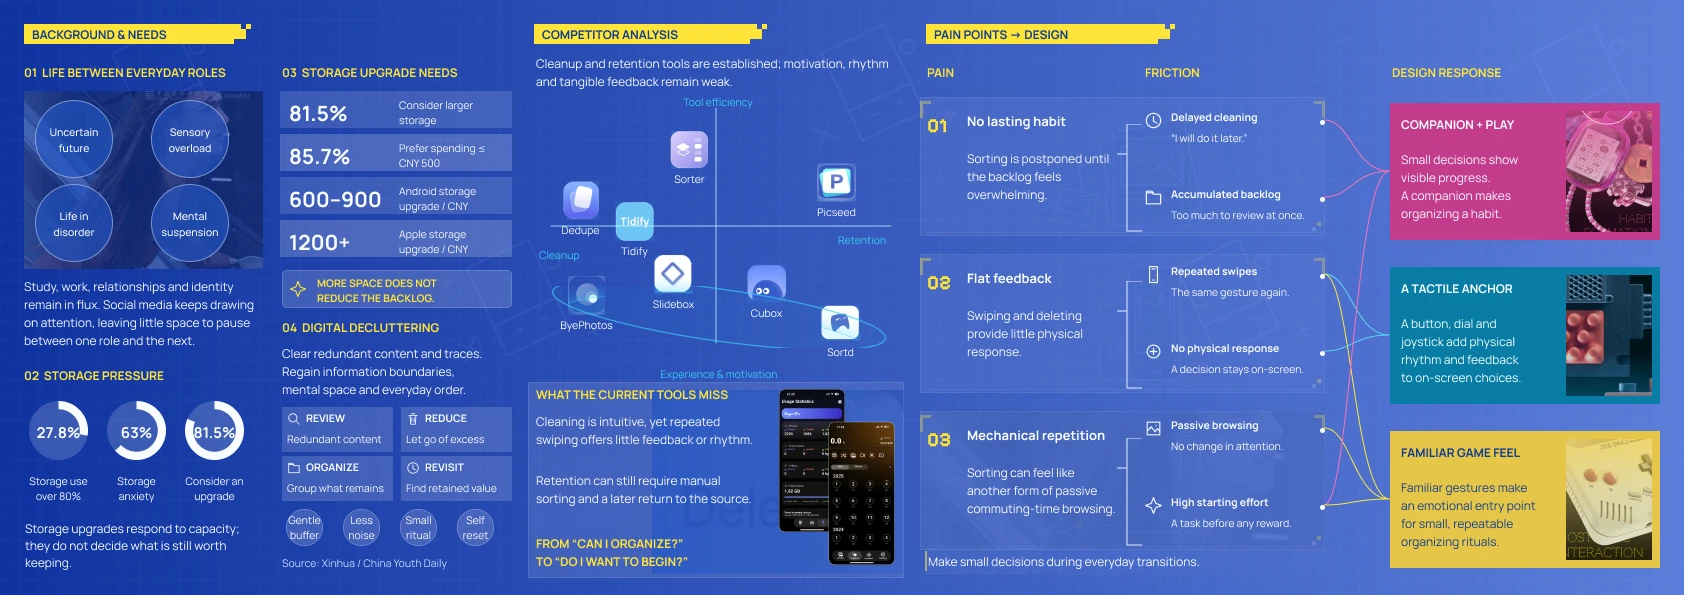 BACKGROUND & NEEDS
01 LIFE BETWEEN EVERYDAY ROLES
Uncertain
future
Sensory
overload
Life in
disorder
Mental
suspension
Study, work, relationships and identity
remain in flux. Social media keeps drawing
on attention, leaving little space to pause
between one role and the next.
02 STORAGE PRESSURE
27.8%
63%
81.5%
Storage use
over 80%
Storage
anxiety
Consider an
upgrade
Storage upgrades respond to capacity;
they do not decide what is still worth
keeping.
03 STORAGE UPGRADE NEEDS
81.5%
Consider larger
storage
85.7%
Prefer spending ≤
CNY 500
600–900
Android storage
upgrade / CNY
1200+
Apple storage
upgrade / CNY
MORE SPACE DOES NOT
REDUCE THE BACKLOG.
04 DIGITAL DECLUTTERING
Clear redundant content and traces.
Regain information boundaries,
mental space and everyday order.
REVIEW
Redundant content
REDUCE
Let go of excess
ORGANIZE
Group what remains
REVISIT
Find retained value
Gentle
buffer
Less
noise
Small
ritual
Self
reset
Source: Xinhua / China Youth Daily
COMPETITOR ANALYSIS
Cleanup and retention tools are established; motivation, rhythm
and tangible feedback remain weak.
Tool efficiency
Sorter
P
Picseed
Dedupe
Tidify
Tidify
Retention
Cleanup
Slidebox
Cubox
ByePhotos
Sortd
Experience & motivation
WHAT THE CURRENT TOOLS MISS
Cleaning is intuitive, yet repeated
swiping offers little feedback or rhythm.
Retention can still require manual
sorting and a later return to the source.
FROM “CAN I ORGANIZE?”
TO “DO I WANT TO BEGIN?”
Usage Statistics
0.0
2025
2024
PAIN POINTS → DESIGN
PAIN
FRICTION
DESIGN RESPONSE
01
No lasting habit
Sorting is postponed until
the backlog feels
overwhelming.
Delayed cleaning
“I will do it later.”
Accumulated backlog
Too much to review at once.
02
Flat feedback
Swiping and deleting
provide little physical
response.
Repeated swipes
The same gesture again.
No physical response
A decision stays on-screen.
03
Mechanical repetition
Sorting can feel like
another form of passive
commuting-time browsing.
Passive browsing
No change in attention.
High starting effort
A task before any reward.
Make small decisions during everyday transitions.
COMPANION + PLAY
Small decisions show
visible progress.
A companion makes
organizing a habit.
HABIT
A TACTILE ANCHOR
A button, dial and
joystick add physical
rhythm and feedback
to on-screen choices.
FAMILIAR GAME FEEL
Familiar gestures make
an emotional entry point
for small, repeatable
organizing rituals.
NTERACTION